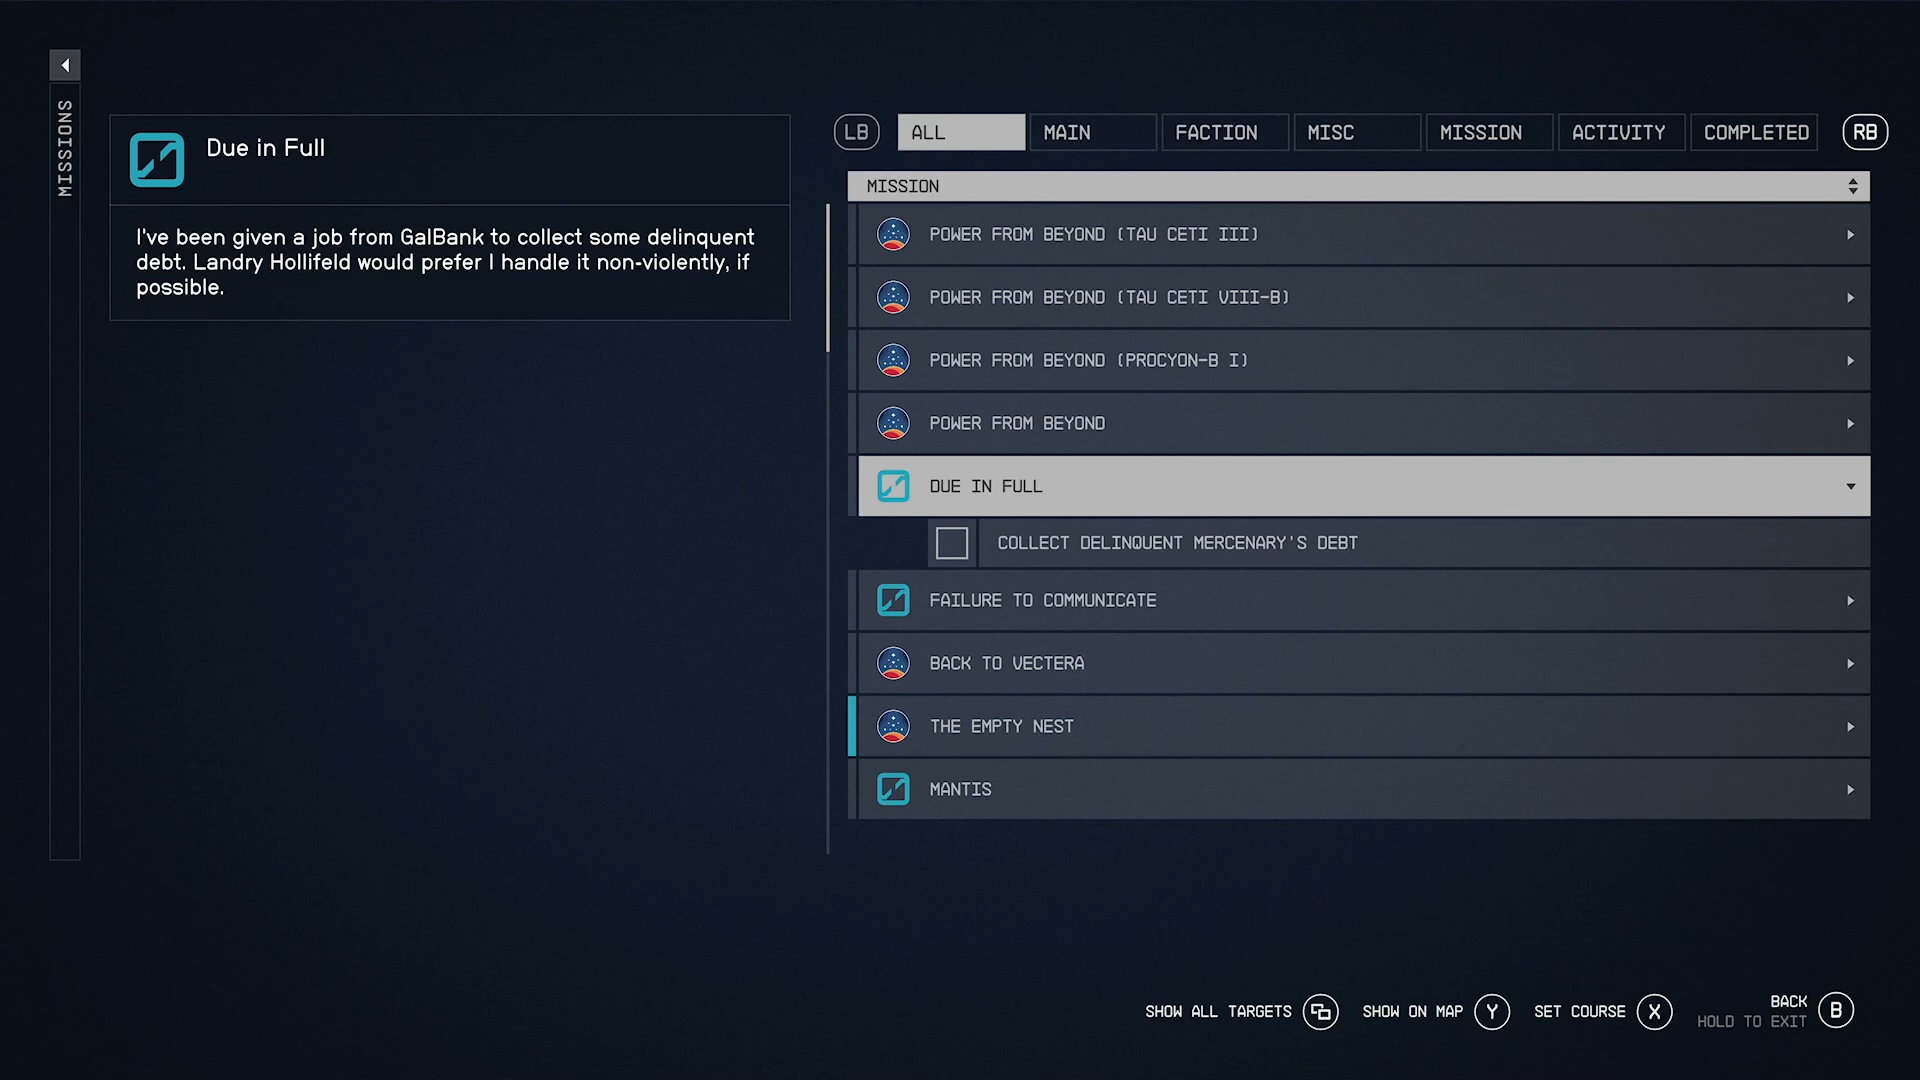 MISSIONS
Due in Full
I've been given a job from GalBank to collect some delinquent
debt. Landry Hollifeld would prefer I handle it non-violently, if
possible.
LB ALL MAIN FACTION MISC MISSION ACTIVITY COMPLETED RB
MISSION
POWER FROM BEYOND (TAU CETI III)
POWER FROM BEYOND (TAU CETI VIII-B)
POWER FROM BEYOND (PROCYON-B I)
POWER FROM BEYOND
DUE IN FULL
COLLECT DELINQUENT MERCENARY'S DEBT
FAILURE TO COMMUNICATE
BACK TO VECTERA
THE EMPTY NEST
MANTIS
SHOW ALL TARGETS SHOW ON MAP Y SET COURSE X BACK B
HOLD TO EXIT